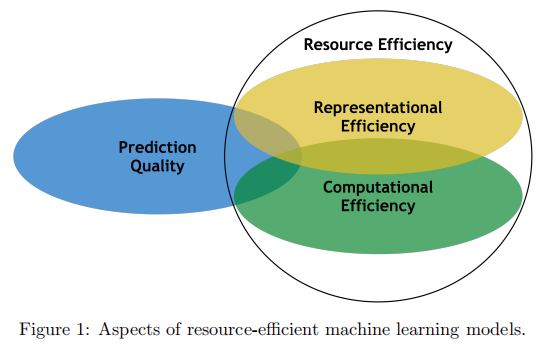 Resource Efficiency
Representational
Efficiency
Prediction
Quality
Computational
Efficiency
Figure 1: Aspects of resource-efficient machine learning models.